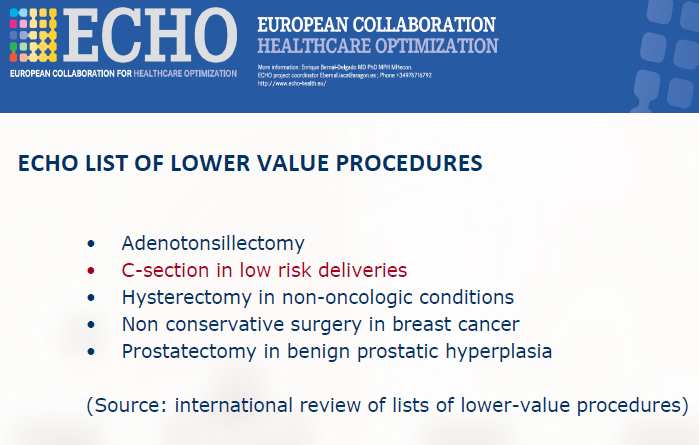 ECHO
EUROPEAN COLLABORATION FOR HEALTHCARE OPTIMIZATION
EUROPEAN COLLABORATION
HEALTHCARE OPTIMIZATION
More information: Enrique Bernal-Delgado MD PhD MPH MHecon.
ECHO project coordinator Ebernal.iacs@aragon.es , Phone +34976716792
http://www.echo-health.eu/
ECHO LIST OF LOWER VALUE PROCEDURES
• Adenotonsillectomy
• C-section in low risk deliveries
• Hysterectomy in non-oncologic conditions
• Non conservative surgery in breast cancer
• Prostatectomy in benign prostatic hyperplasia
(Source: international review of lists of lower-value procedures)